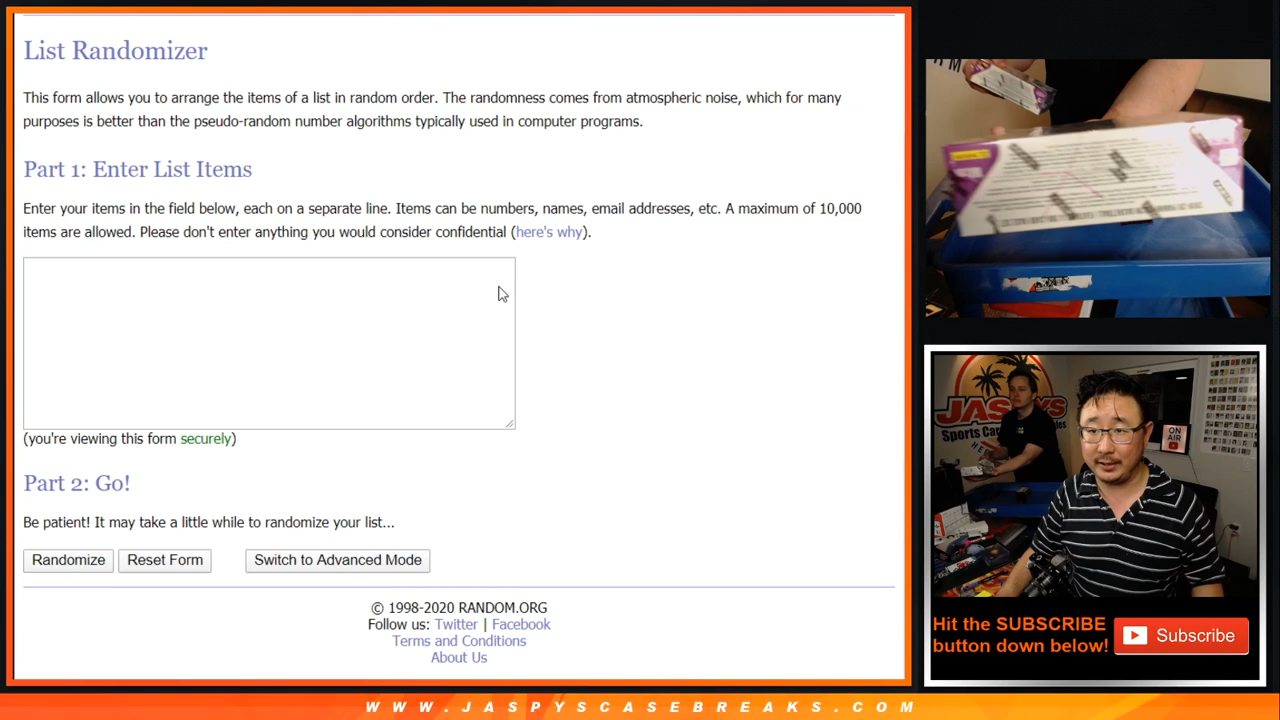 List Randomizer
This form allows you to arrange the items of a list in random order. The randomness comes from atmospheric noise, which for many
purposes is better than the pseudo-random number algorithms typically used in computer programs.
Part 1: Enter List Items
Enter your items in the field below, each on a separate line. Items can be numbers, names, email addresses, etc. A maximum of 10,000
items are allowed. Please don't enter anything you would consider confidential (here's why).
(you're viewing this form securely)
Part 2: Go!
Be patient! It may take a little while to randomize your list...
Randomize Reset Form Switch to Advanced Mode
© 1998-2020 RANDOM.ORG
Follow us: Twitter | Facebook
Terms and Conditions
About Us
JASPYS
Sports Car
ON
AIR
Hit the SUBSCRIBE
button down below!
Subscribe
WWW.JASPYSCASEBREAKS.COM